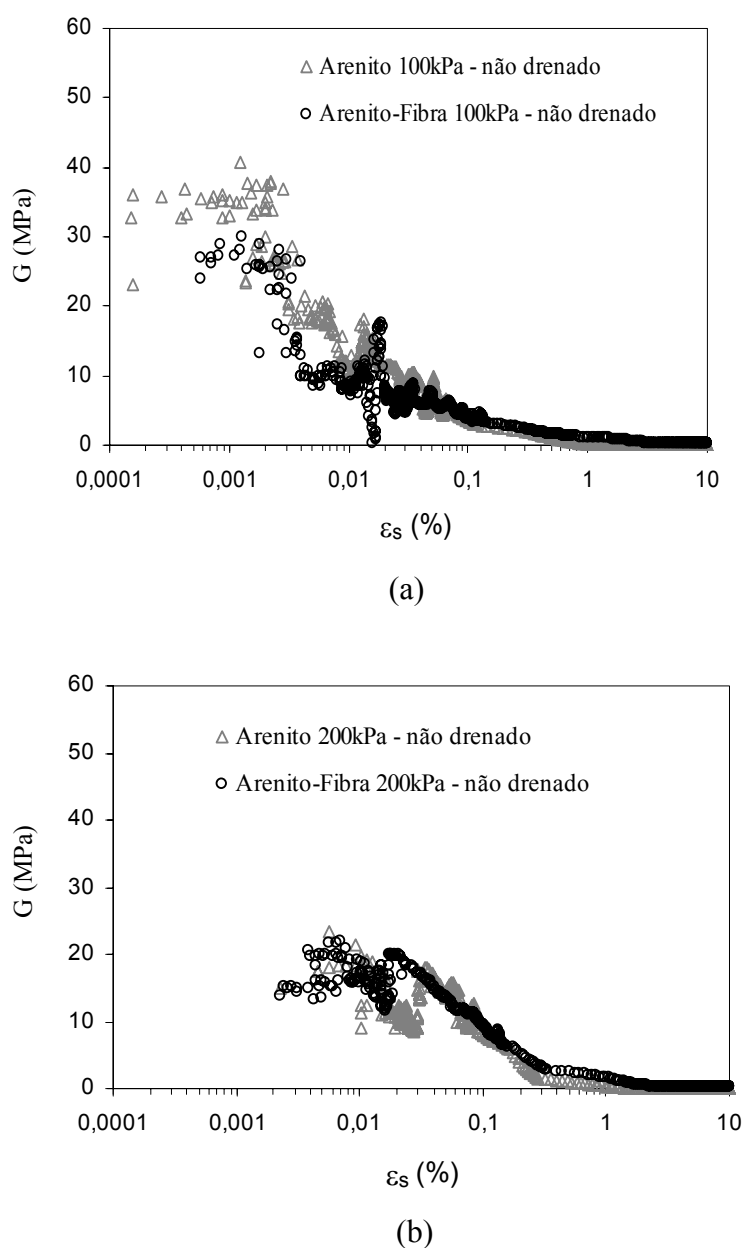 60
50
40
30
20
10
0
G (MPa)
Arenito 100kPa - não drenado
Arenito-Fibra 100kPa - não drenado
0,0001 0,001 0,01 0,1 1 10
εs (%)
(a)
60
50
40
30
20
10
0
G (MPa)
Arenito 200kPa - não drenado
Arenito-Fibra 200kPa - não drenado
0,0001 0,001 0,01 0,1 1 10
εs (%)
(b)